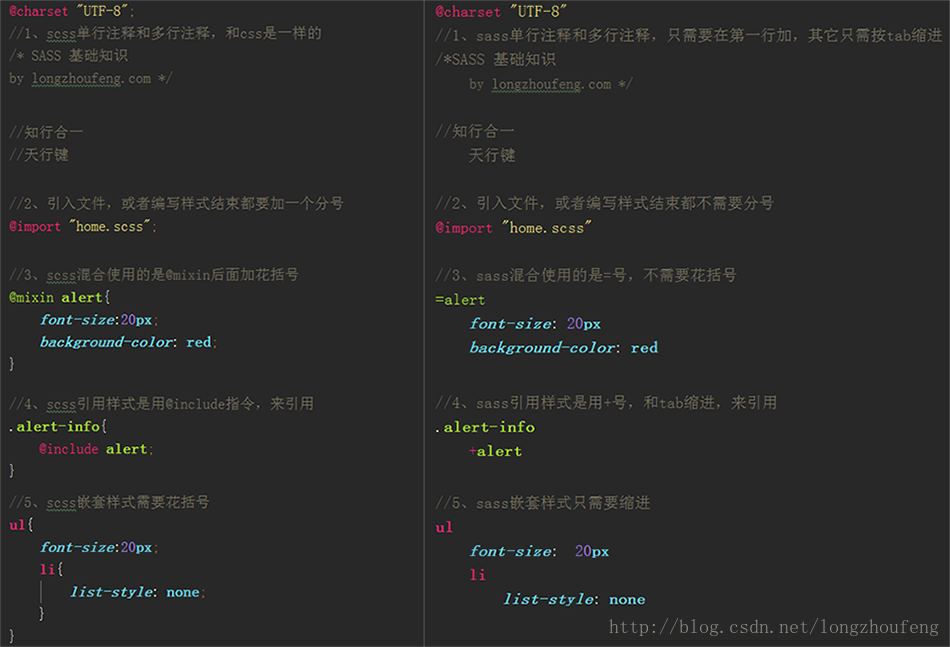 @charset "UTF-8";
//1、scss单行注释和多行注释，和css是一样的
/* SASS 基础知识
by longzhoufeng.com */
//知行合一
//天行键
//2、引入文件，或者编写样式结束都要加一个分号
@import "home.scss";
//3、scss混合使用的是@mixin后面加花括号
@mixin alert{
font-size:20px;
background-color: red;
}
//4、scss引用样式是用@include指令，来引用
.alert-info{
@include alert;
}
//5、scss嵌套样式需要花括号
ul{
font-size:20px;
li{
list-style: none;
}
}
@charset "UTF-8"
//1、sass单行注释和多行注释，只需要在第一行加，其它只需按tab缩进
/*SASS 基础知识
by longzhoufeng.com */
//知行合一
天行键
//2、引入文件，或者编写样式结束都不需要分号
@import "home.scss"
//3、sass混合使用的是=号，不需要花括号
=alert
font-size: 20px
background-color: red
//4、sass引用样式是用+号，和tab缩进，来引用
.alert-info
+alert
//5、sass嵌套样式只需要缩进
ul
font-size:  20px
li
list-style: none
http://blog.csdn.net/longzhoufeng